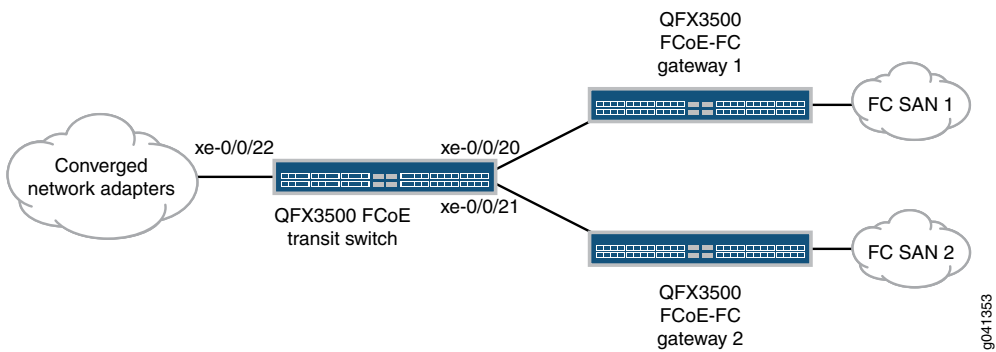 QFX3500
FCoE-FC
gateway 1
FC SAN 1
xe-0/0/22
xe-0/0/20
Converged
network adapters
xe-0/0/21
QFX3500 FCoE
transit switch
FC SAN 2
QFX3500
FCoE-FC
gateway 2
g041353